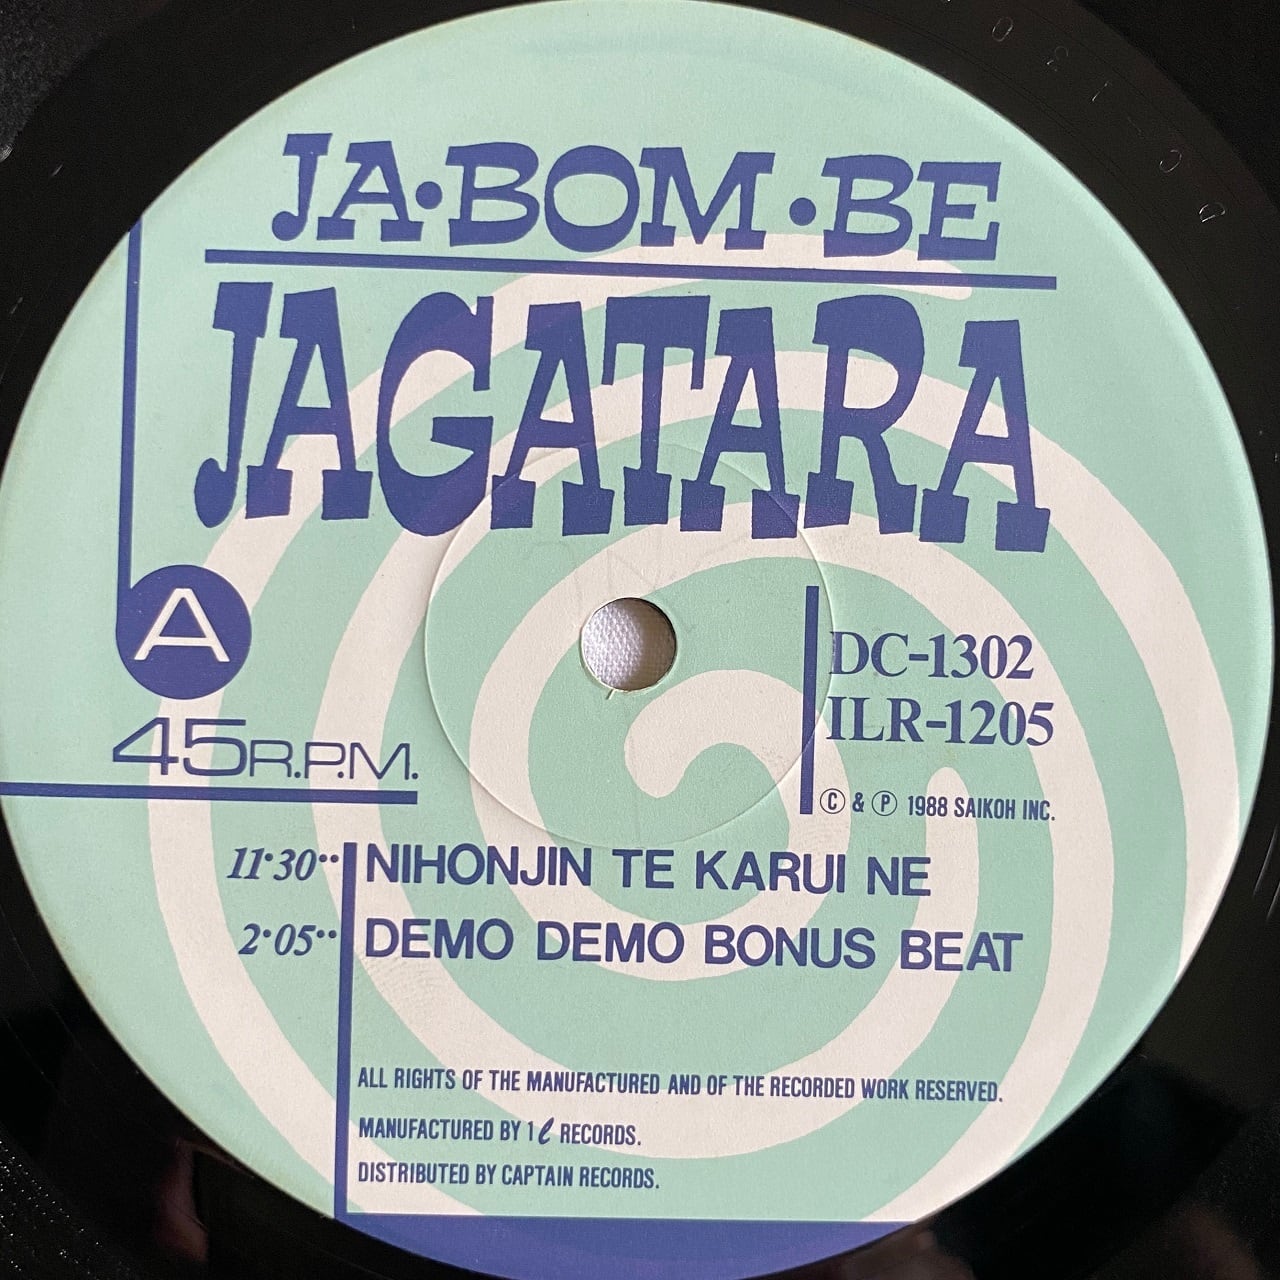 JA·BOM·BE
JAGATARA
A
45R.P.M.
DC-1302
ILR-1205
Ⓒ & Ⓟ 1988 SAIKOH INC.
11·30·· NIHONJIN TE KARUI NE
2·05·· DEMO DEMO BONUS BEAT
ALL RIGHTS OF THE MANUFACTURED AND OF THE RECORDED WORK RESERVED.
MANUFACTURED BY 1ℓ RECORDS.
DISTRIBUTED BY CAPTAIN RECORDS.